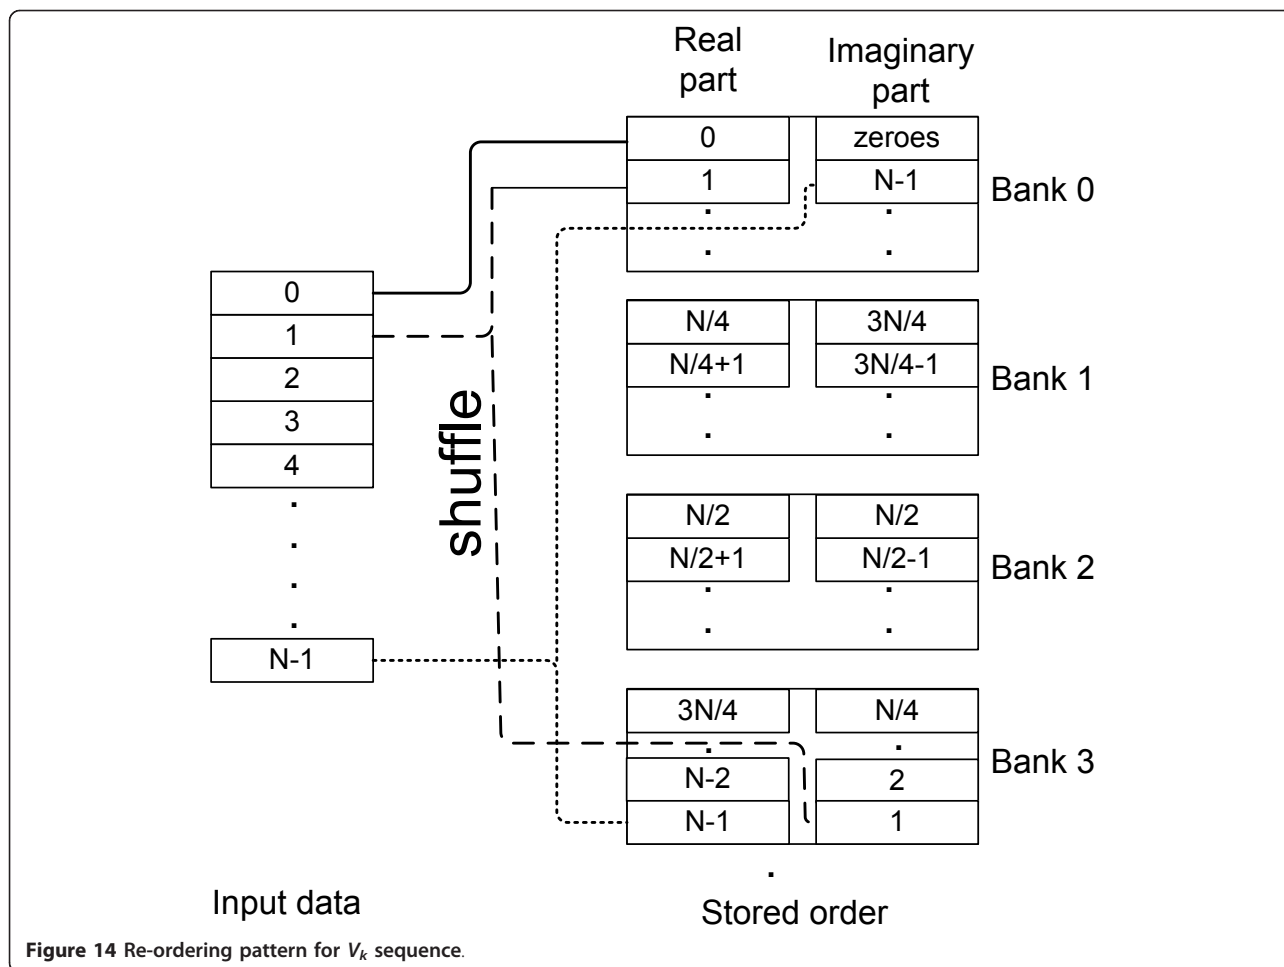 Real part
Imaginary part
0 zeroes
1 N-1
Bank 0
N/4 3N/4
N/4+1 3N/4-1
Bank 1
N/2 N/2
N/2+1 N/2-1
Bank 2
3N/4 N/4
N-2 2
N-1 1
Bank 3
0
1
2
3
4
N-1
shuffle
Input data
Stored order
Figure 14 Re-ordering pattern for Vk sequence.